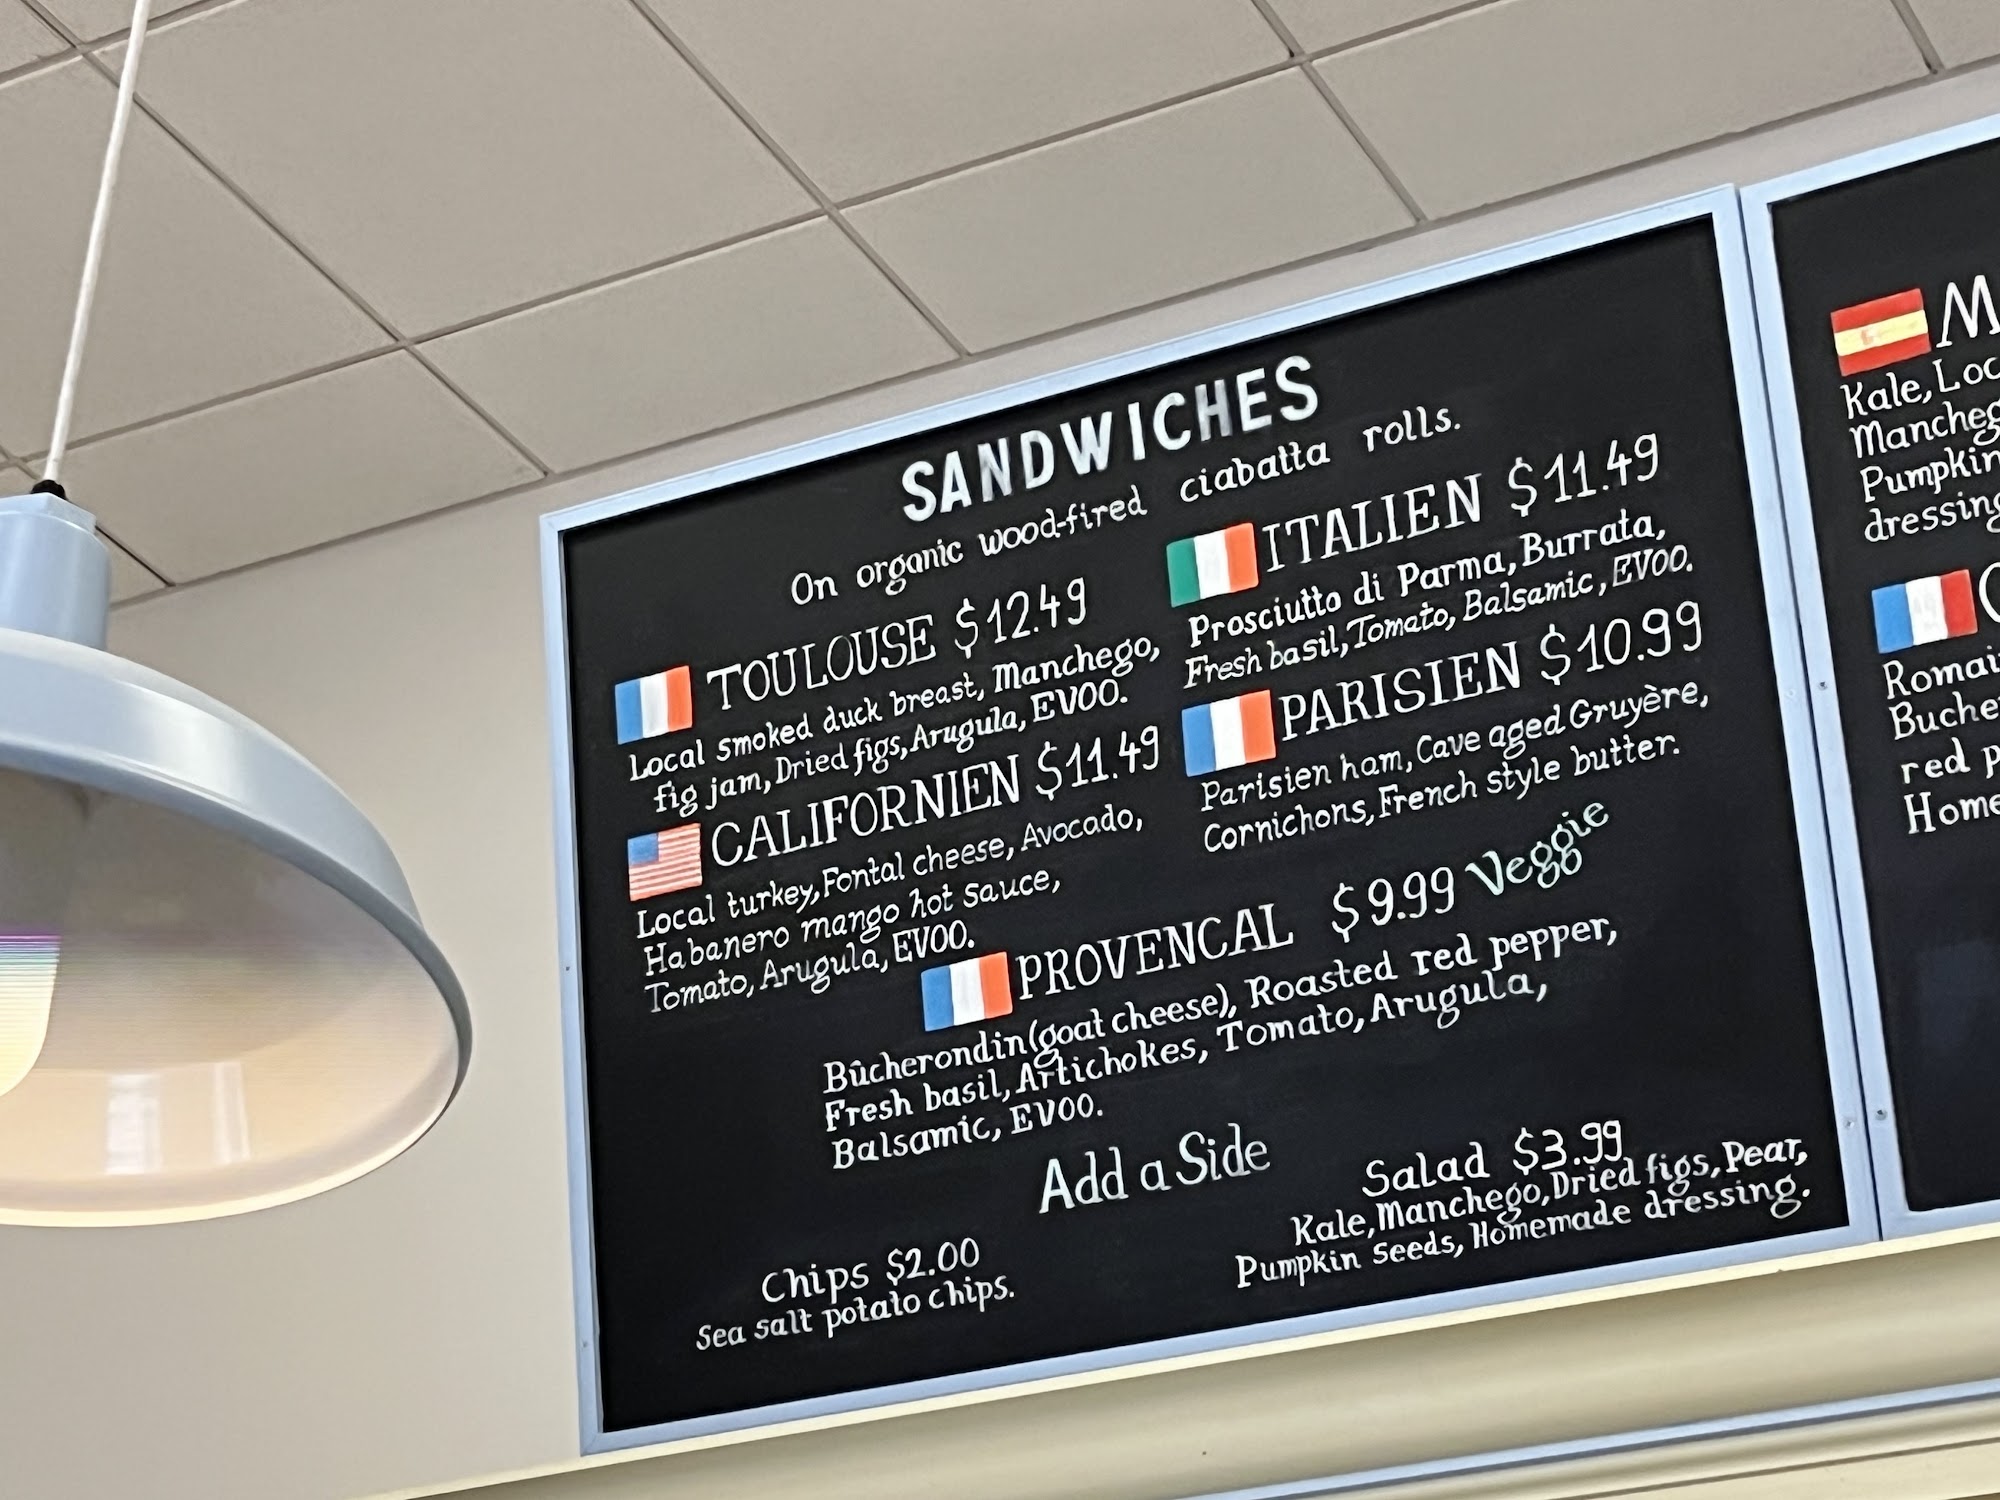 SANDWICHES
On organic wood-fired ciabatta rolls.
TOULOUSE $12.49
Local smoked duck breast, Manchego,
fig jam, Dried figs, Arugula, EVOO.
CALIFORNIEN $11.49
Local turkey, Fontal cheese, Avocado,
Habanero mango hot sauce,
Tomato, Arugula, EVOO.
ITALIEN $11.49
Prosciutto di Parma, Burrata,
Fresh basil, Tomato, Balsamic, EVOO.
PARISIEN $10.99
Parisien ham, Cave aged Gruyère,
Cornichons, French style butter.
PROVENCAL $9.99 Veggie
Bûcherondin (goat cheese), Roasted red pepper,
Fresh basil, Artichokes, Tomato, Arugula,
Balsamic, EVOO.
Add a Side
Chips $2.00
Sea salt potato chips.
Salad $3.99
Kale, Manchego, Dried figs, Pear,
Pumpkin seeds, Homemade dressing.
Kale,
Pumpkin
dressing
red